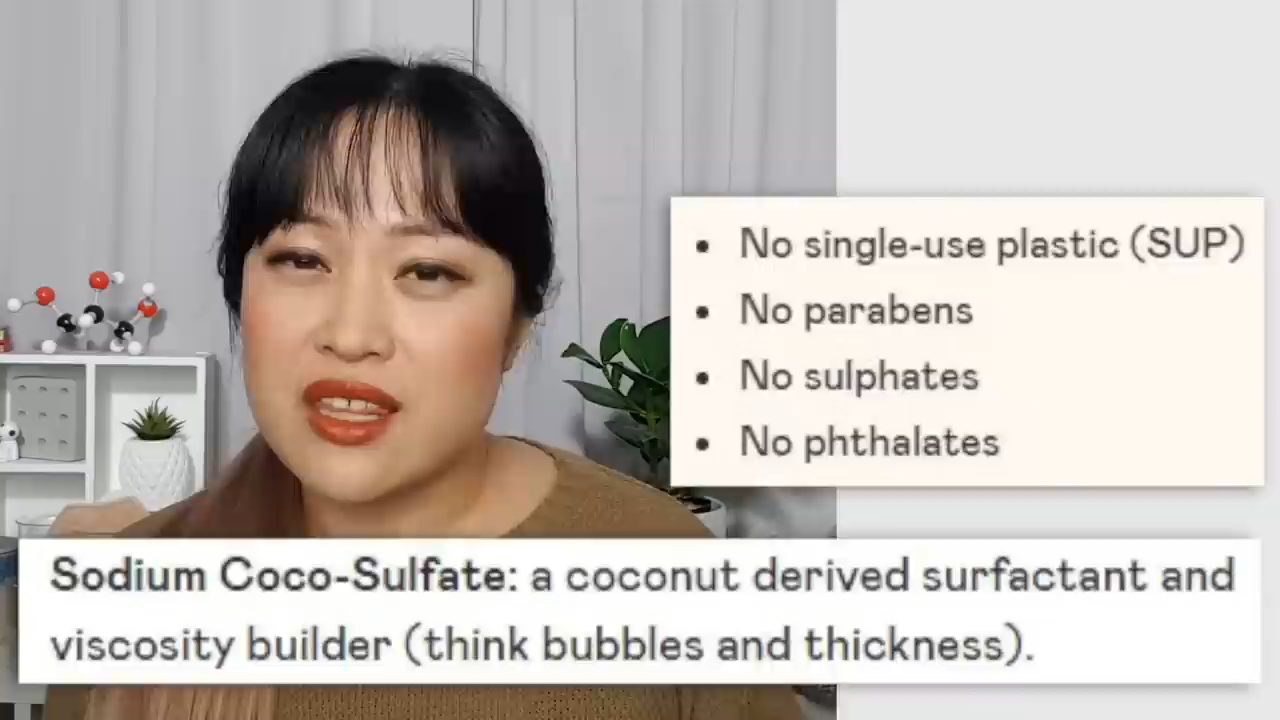 • No single-use plastic (SUP)
• No parabens
• No sulphates
• No phthalates
Sodium Coco-Sulfate: a coconut derived surfactant and
viscosity builder (think bubbles and thickness).